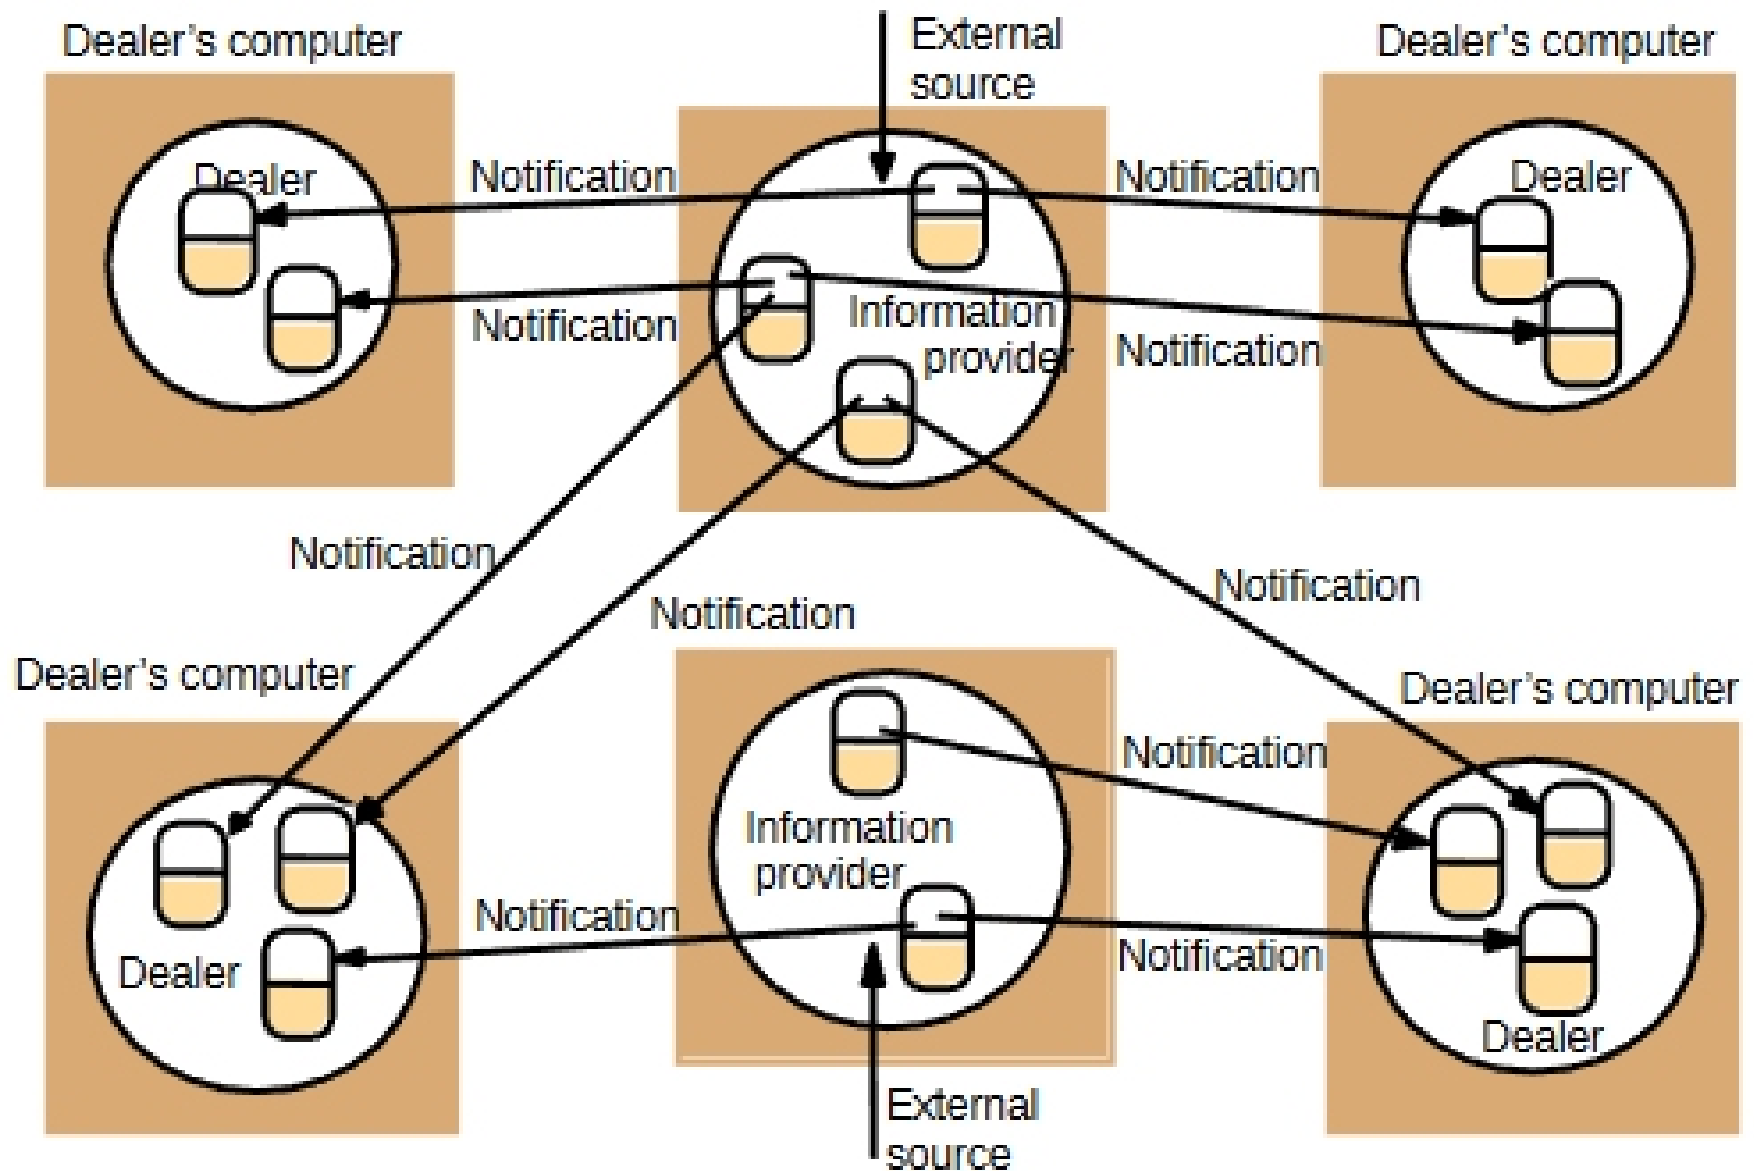 Dealer’s computer
External
source
Dealer’s computer
Dealer
Notification
Notification
Dealer
Notification
Information
provider
Notification
Notification
Notification
Notification
Dealer’s computer
Dealer’s computer
Notification
Information
provider
Notification
Dealer
Notification
Dealer
External
source